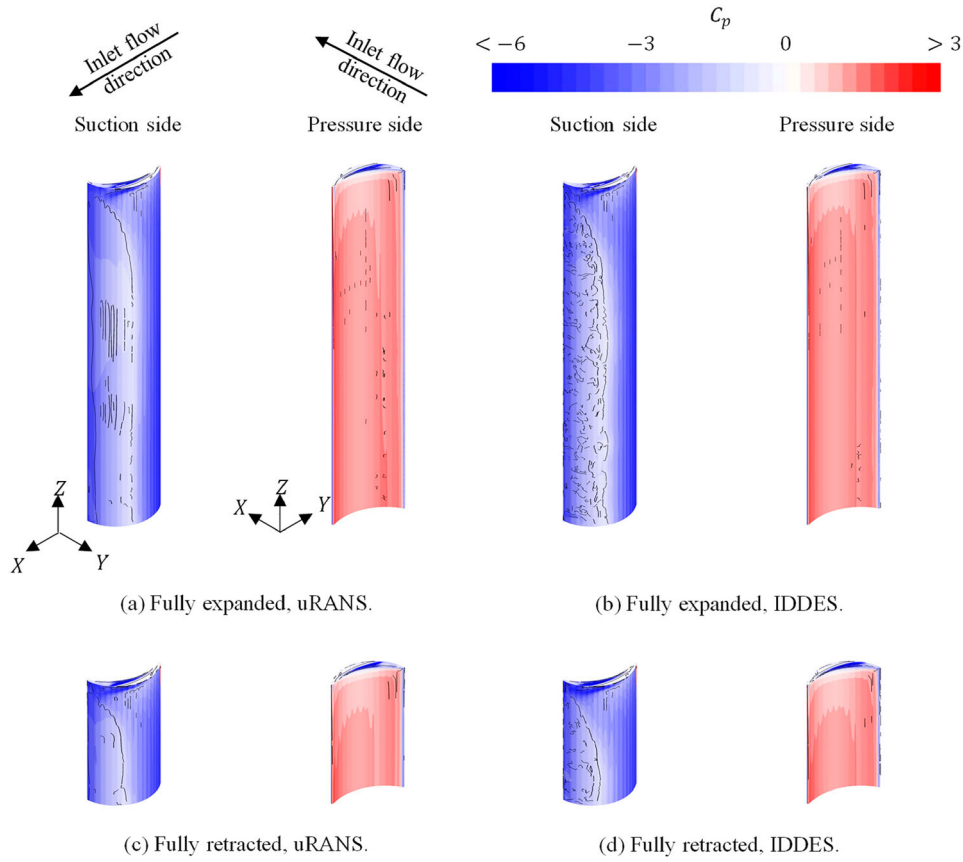 Inlet flow
direction
Inlet flow
direction
C_p
< −6
−3
0
> 3
Suction side
Pressure side
Suction side
Pressure side
Z
X
Y
Z
X
Y
(a) Fully expanded, uRANS.
(b) Fully expanded, IDDES.
(c) Fully retracted, uRANS.
(d) Fully retracted, IDDES.